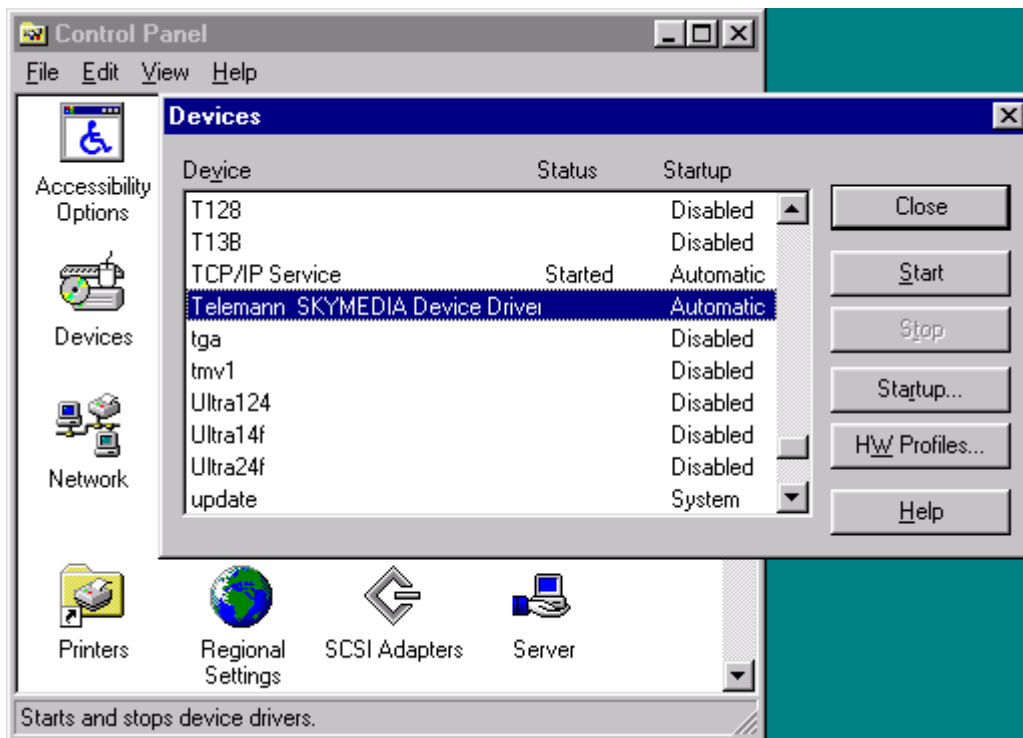 Control Panel
File Edit View Help
Devices
Device Status Startup
T128 Disabled
T13B Disabled
TCP/IP Service Started Automatic
Telemann SKYMEDIA Device Driver Automatic
tga Disabled
tmv1 Disabled
Ultra124 Disabled
Ultra14f Disabled
Ultra24f Disabled
update System
Close
Start
Stop
Startup...
HW Profiles...
Help
Accessibility
Options
Devices
Network
Printers
Regional
Settings
SCSI Adapters
Server
Starts and stops device drivers.